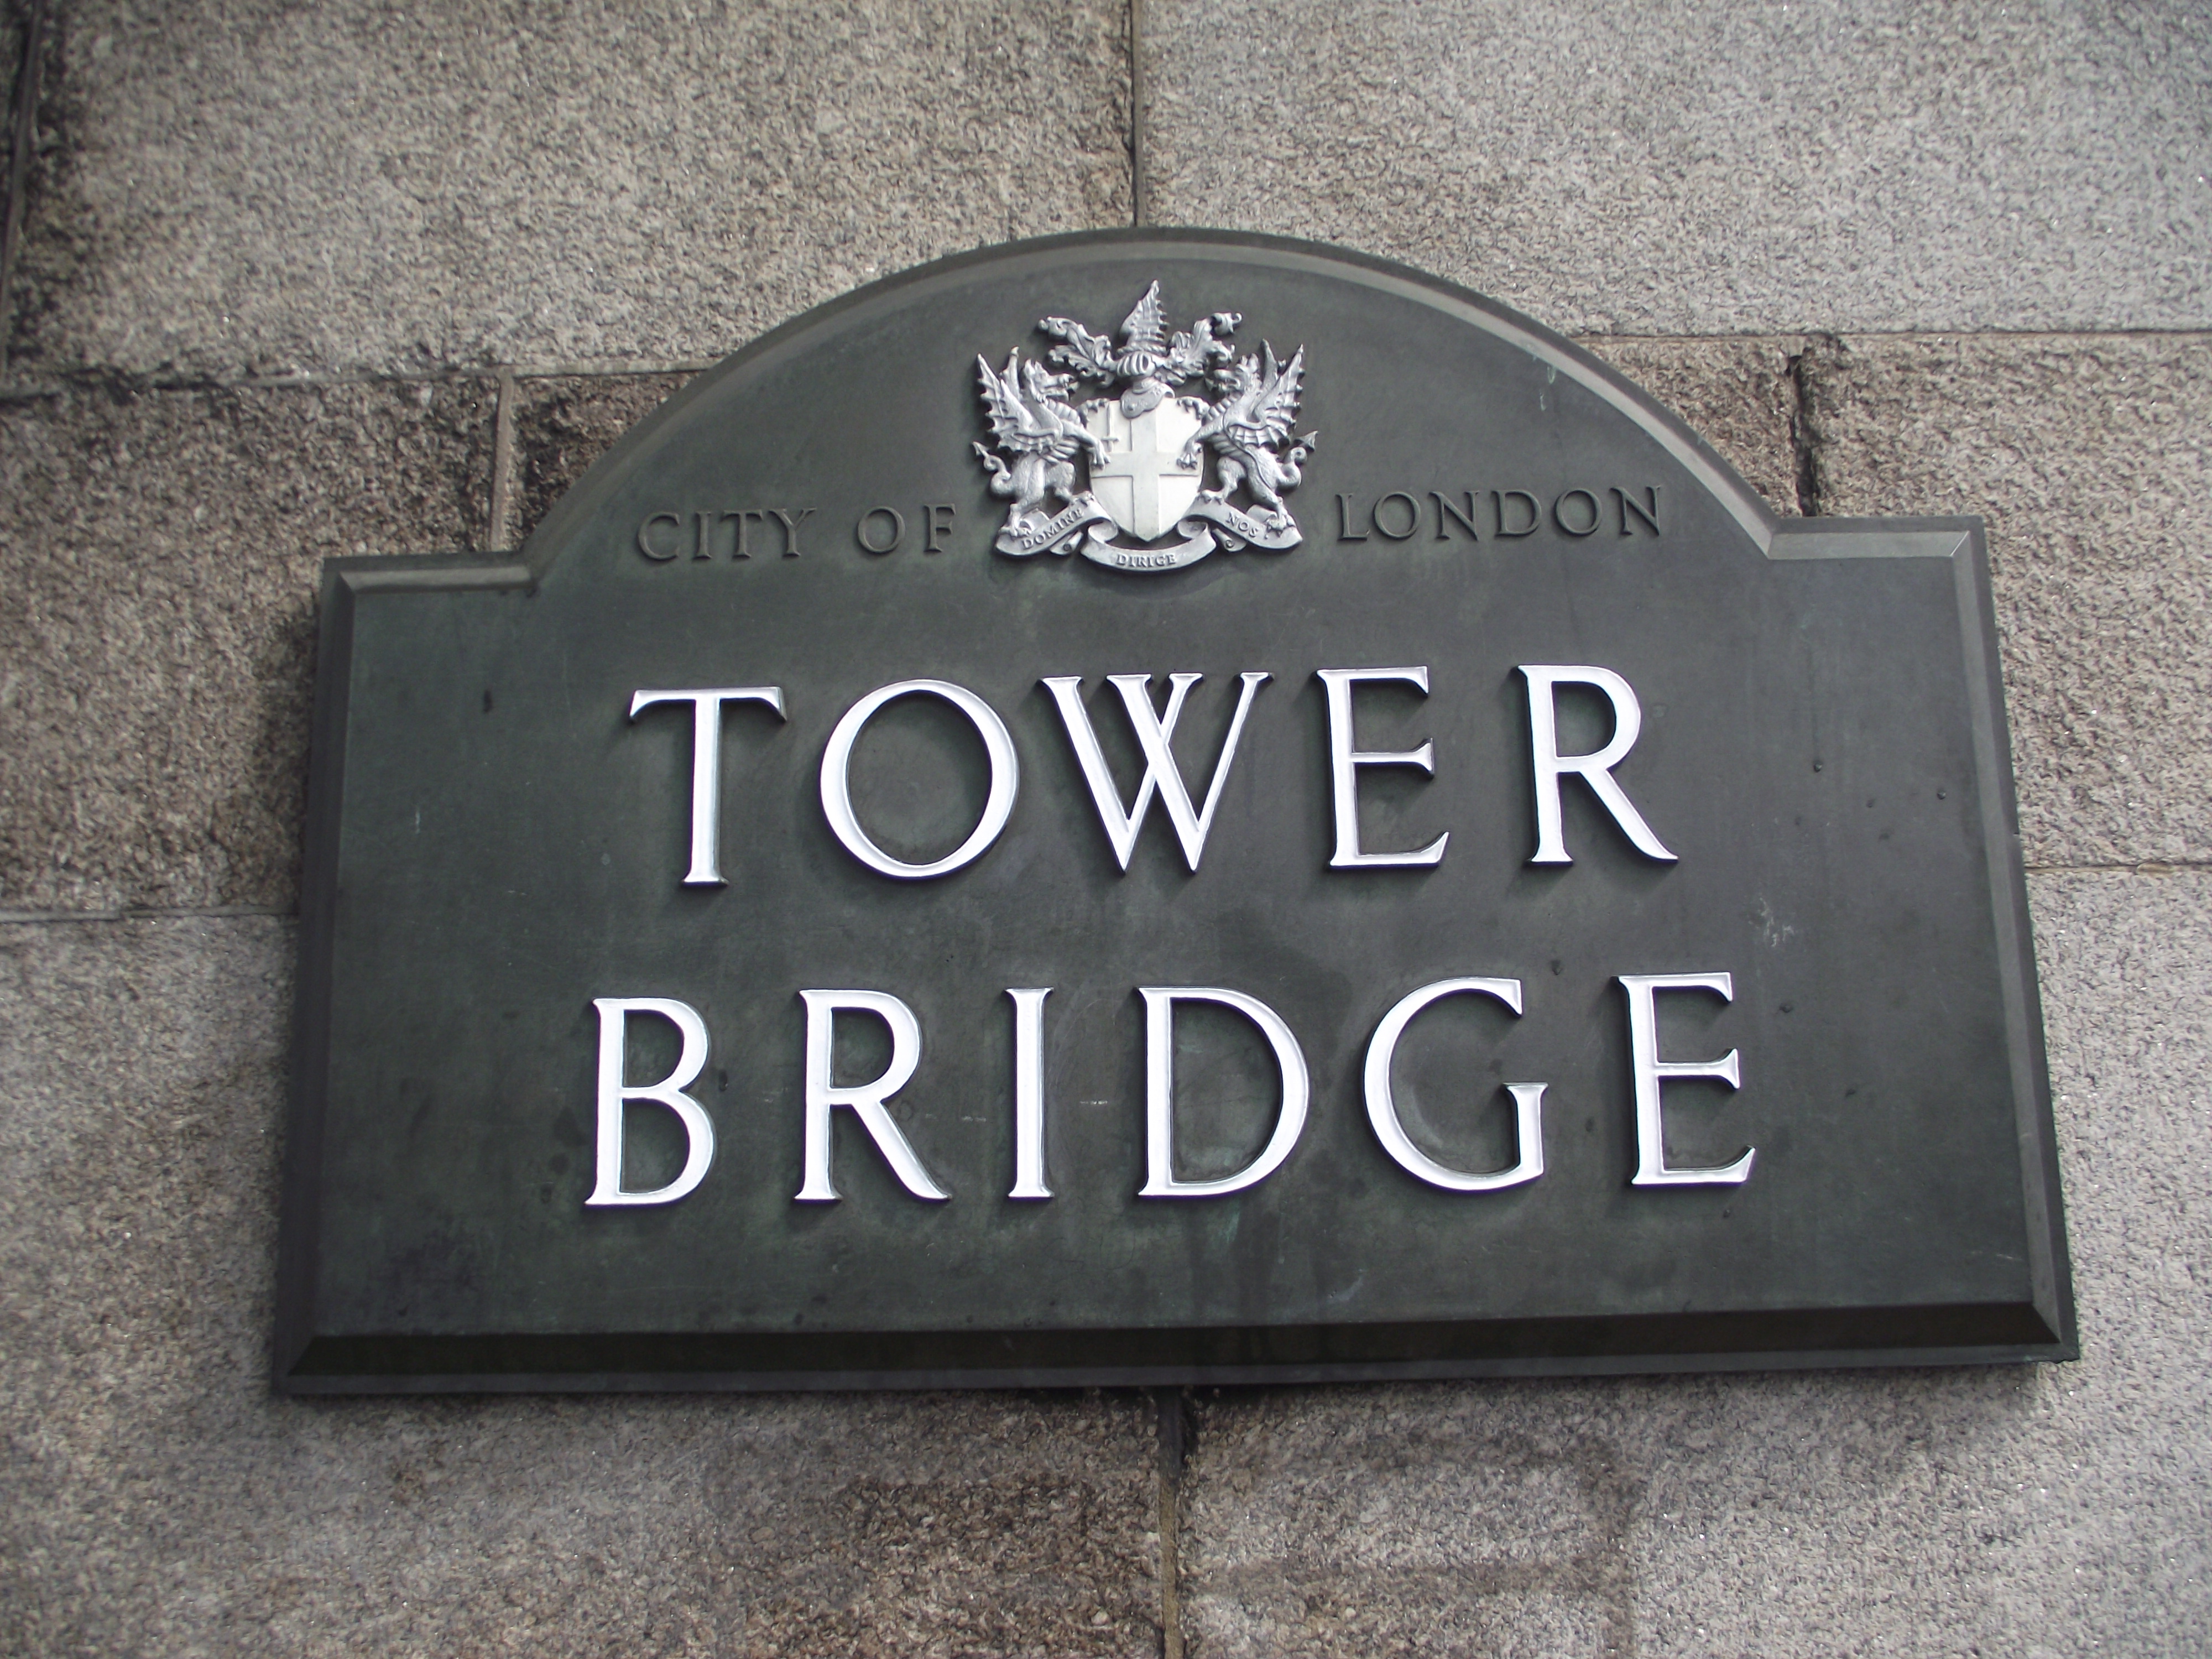 CITY OF LONDON
DOMINE DIRIGE NOS
TOWER
BRIDGE